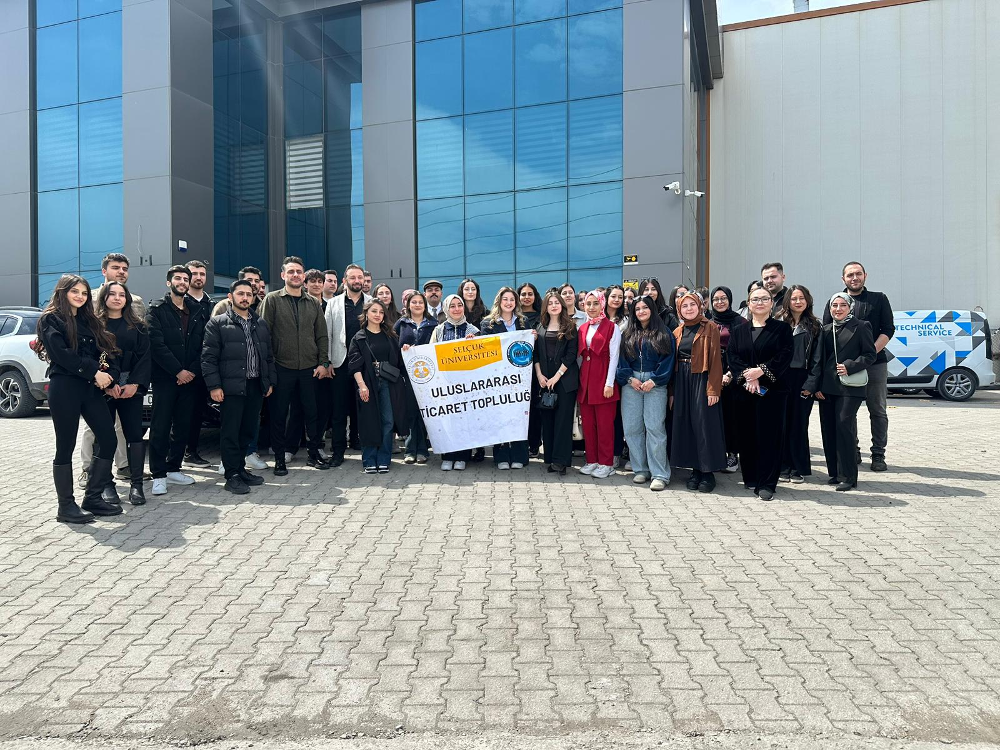 SELÇUK
ÜNİVERSİTESİ
ULUSLARARASI
TİCARET TOPLULUĞ
TECHNICAL
SERVICE